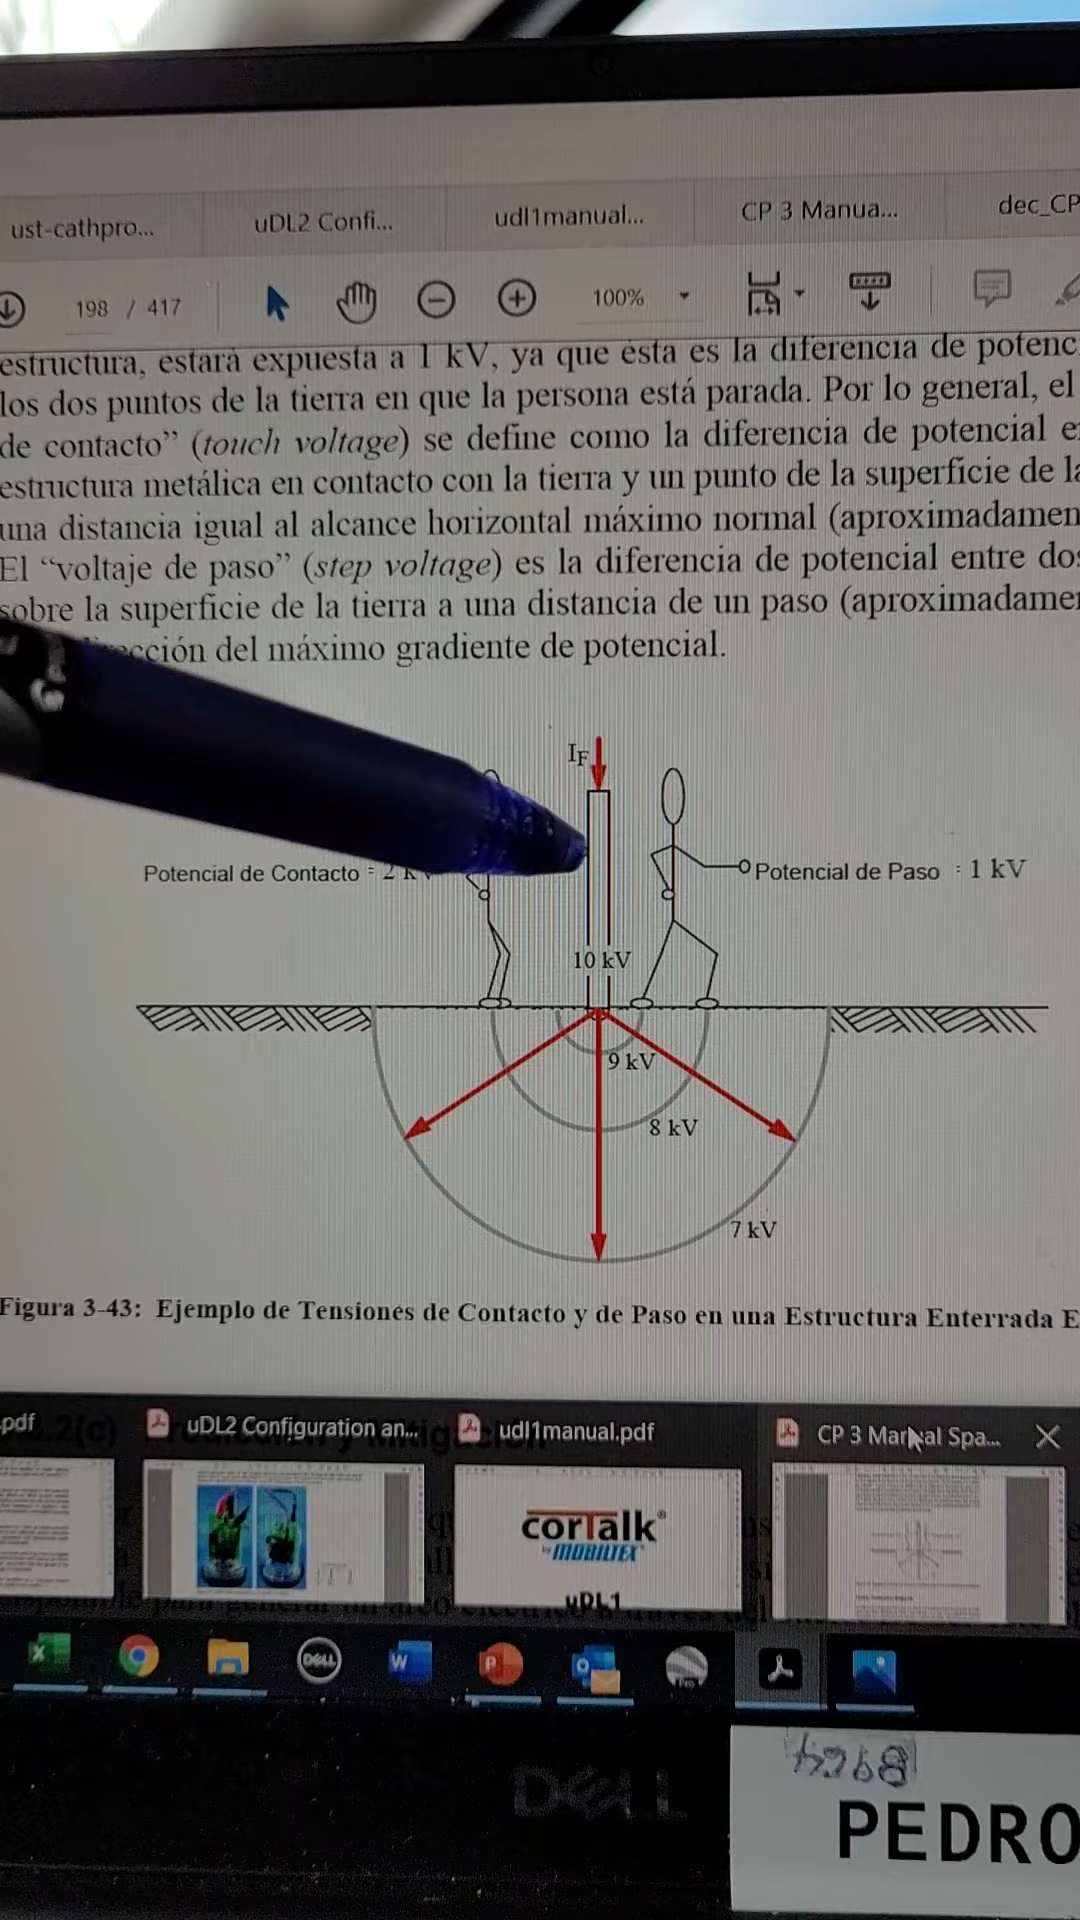 ust-cathpro... uDL2 Confi... udl1manual... CP 3 Manua... dec_CP
198 / 417 100%
estructura, estará expuesta a 1 kV, ya que ésta es la diferencia de potenc
los dos puntos de la tierra en que la persona está parada. Por lo general, el
de contacto” (touch voltage) se define como la diferencia de potencial e
estructura metálica en contacto con la tierra y un punto de la superficie de la
una distancia igual al alcance horizontal máximo normal (aproximadamen
El “voltaje de paso” (step voltage) es la diferencia de potencial entre dos
sobre la superficie de la tierra a una distancia de un paso (aproximadamen
cción del máximo gradiente de potencial.
IF
Potencial de Contacto = 2 k
Potencial de Paso : 1 kV
10 kV
9 kV
8 kV
7 kV
Figura 3-43: Ejemplo de Tensiones de Contacto y de Paso en una Estructura Enterrada E
.pdf uDL2 Configuration an... udl1manual.pdf CP 3 Manual Spa...
corTalk®
by MOBILTEX
uDL1
DELL
Pro
DELL
PEDRO